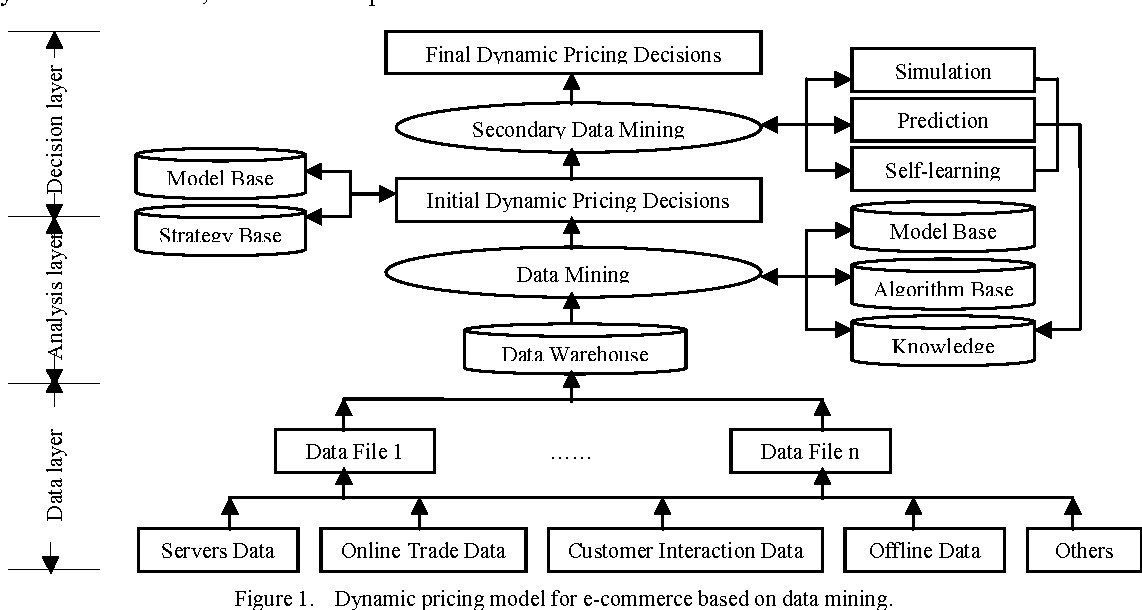 Final Dynamic Pricing Decisions
Simulation
Secondary Data Mining
Prediction
Self-learning
Model Base
Initial Dynamic Pricing Decisions
Strategy Base
Model Base
Data Mining
Algorithm Base
Data Warehouse
Knowledge
Decision layer
Analysis layer
Data layer
Data File 1
……
Data File n
Servers Data
Online Trade Data
Customer Interaction Data
Offline Data
Others
Figure 1. Dynamic pricing model for e-commerce based on data mining.